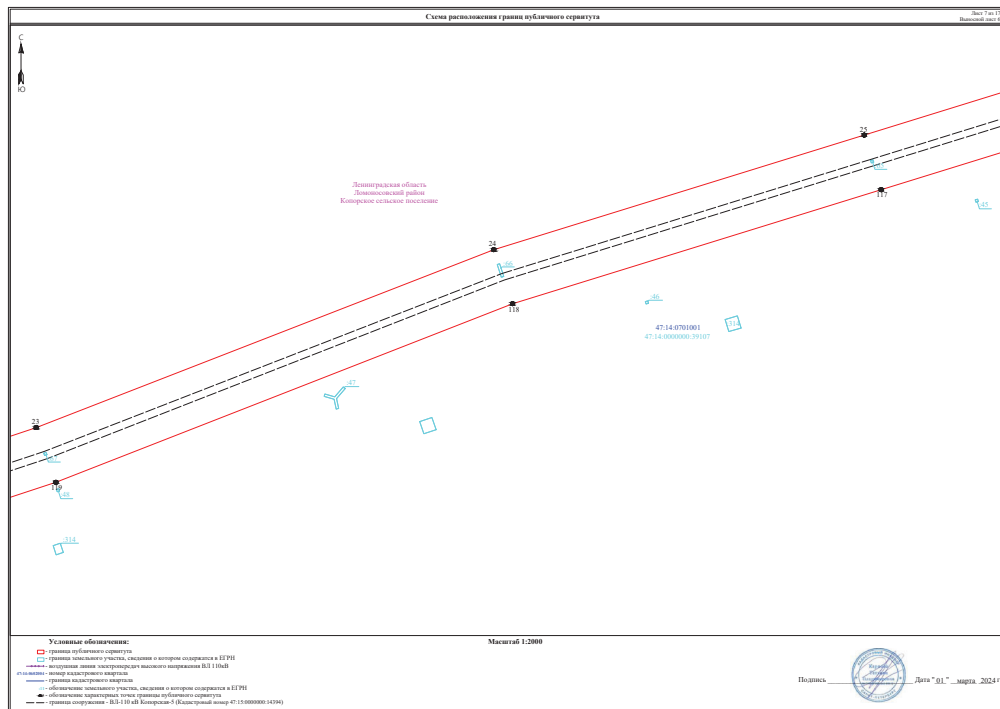 Схема расположения границ публичного сервитута
Лист 7 из 17
С
Ю
25
117
:45
Ленинградская область
Ломоносовский район
Копорское сельское поселение
24
:66
118
:46
:314
47:14:0701001
47:14:0000000:39107
:47
23
119
:48
:314
Условные обозначения:
Масштаб 1:2000
- граница публичного сервитута
- граница земельного участка, сведения о котором содержатся в ЕГРН
- воздушная линия электропередач высокого напряжения ВЛ 110кВ
- номер кадастрового квартала
- граница кадастрового квартала
- обозначение земельного участка, сведения о котором содержатся в ЕГРН
- обозначение характерных точек границы публичного сервитута
- граница сооружения - ВЛ-110 кВ Копорская-5 (Кадастровый номер 47:15:0000000:14394)
Подпись
Дата "01" марта 2024 г